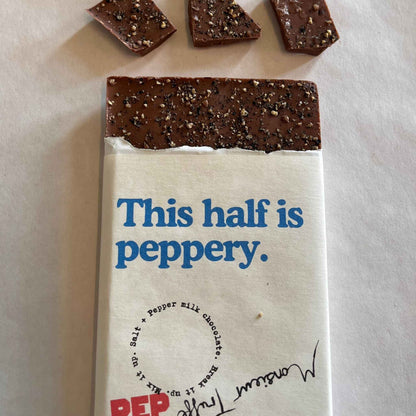 This half is
peppery.
Salt + Pepper milk chocolate. Break it up. Mix it up.
Monsieur Truffe
PEP